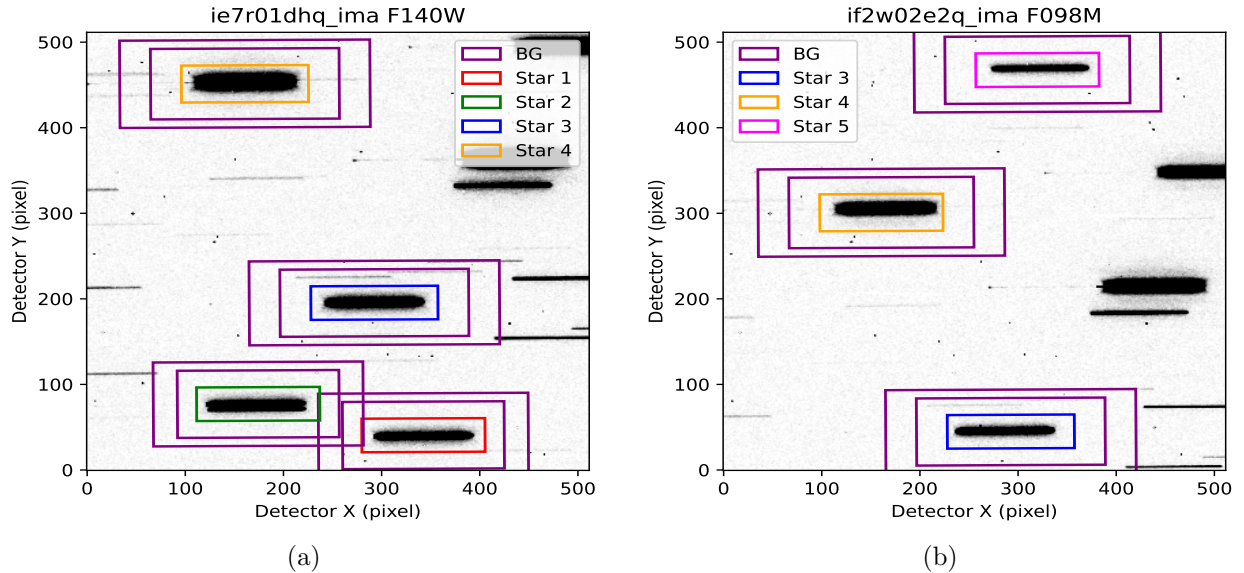 ie7r01dhq_ima F140W
500
400
300
200
100
0
Detector Y (pixel)
BG
Star 1
Star 2
Star 3
Star 4
0 100 200 300 400 500
Detector X (pixel)
(a)
if2w02e2q_ima F098M
500
400
300
200
100
0
Detector Y (pixel)
BG
Star 3
Star 4
Star 5
0 100 200 300 400 500
Detector X (pixel)
(b)